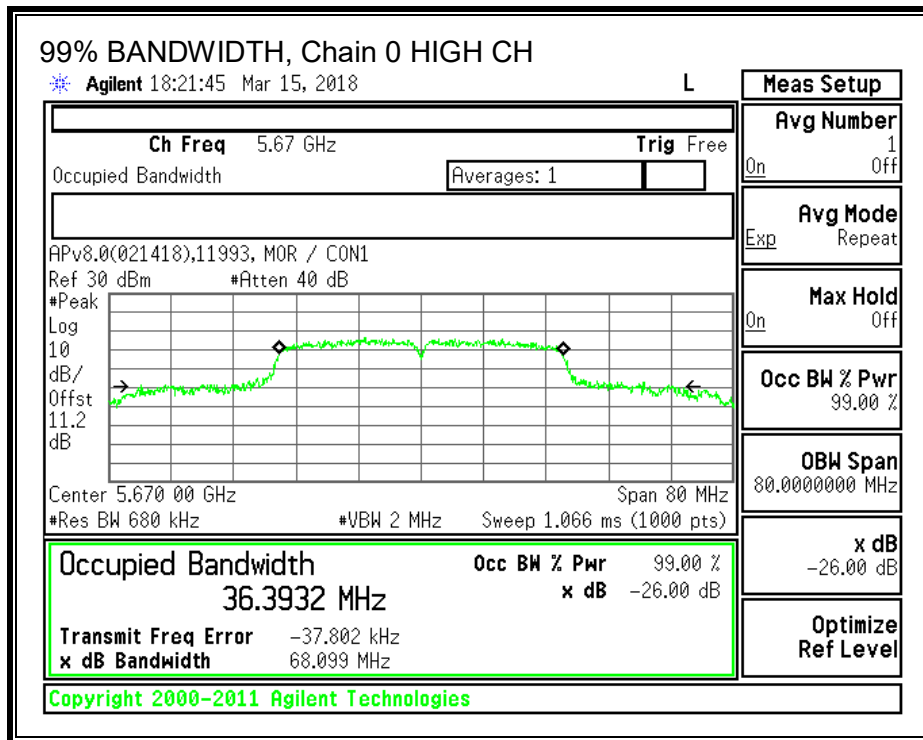 99% BANDWIDTH, Chain 0 HIGH CH
Agilent 18:21:45 Mar 15, 2018 L
Ch Freq 5.67 GHz Trig Free
Occupied Bandwidth Averages: 1
APv8.0(021418),11993, MOR / CON1
Ref 30 dBm #Atten 40 dB
#Peak
Log
10
dB/
Offst
11.2
dB
Center 5.670 00 GHz Span 80 MHz
#Res BW 680 kHz #VBW 2 MHz Sweep 1.066 ms (1000 pts)
Occupied Bandwidth Occ BW % Pwr 99.00 %
36.3932 MHz x dB -26.00 dB
Transmit Freq Error -37.802 kHz
x dB Bandwidth 68.099 MHz
Copyright 2000-2011 Agilent Technologies
Meas Setup
Avg Number
1
On Off
Avg Mode
Exp Repeat
Max Hold
On Off
Occ BW % Pwr
99.00 %
OBW Span
80.0000000 MHz
x dB
-26.00 dB
Optimize
Ref Level